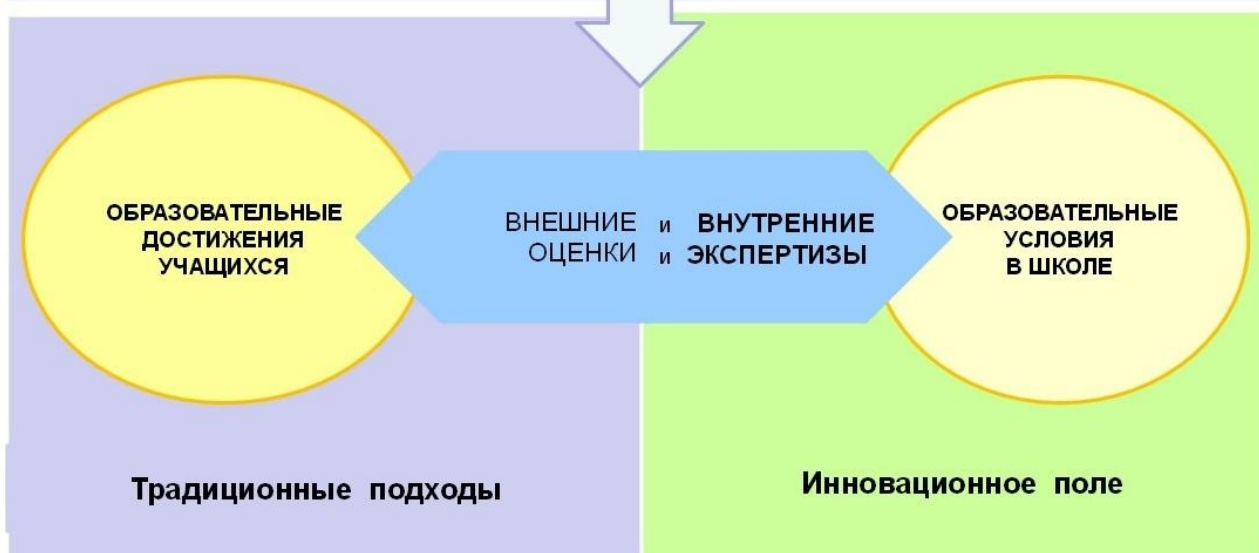 ОБРАЗОВАТЕЛЬНЫЕ
ДОСТИЖЕНИЯ
УЧАЩИХСЯ
ВНЕШНИЕ и ВНУТРЕННИЕ
ОЦЕНКИ и ЭКСПЕРТИЗЫ
ОБРАЗОВАТЕЛЬНЫЕ
УСЛОВИЯ
В ШКОЛЕ
Традиционные подходы
Инновационное поле